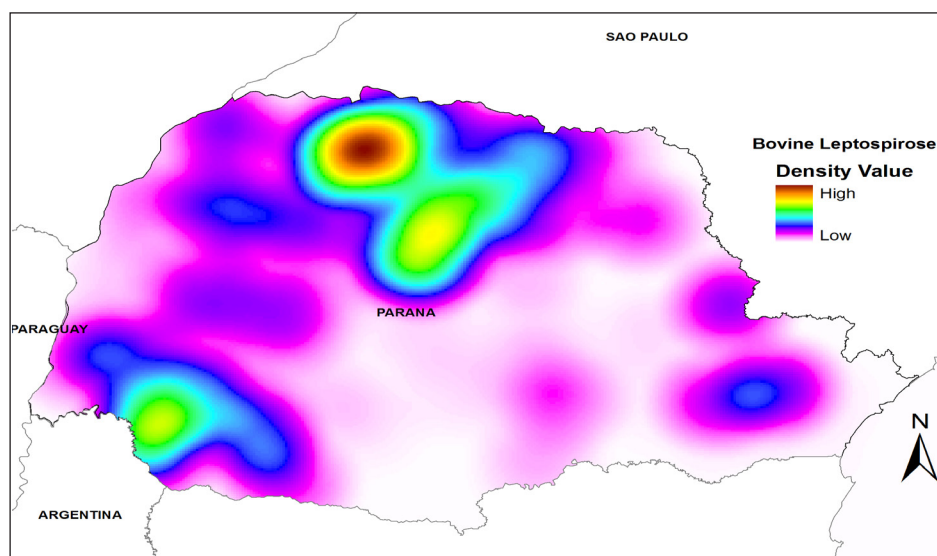 SAO PAULO
Bovine Leptospirose
Density Value
High
Low
PARANA
PARAGUAY
N
ARGENTINA